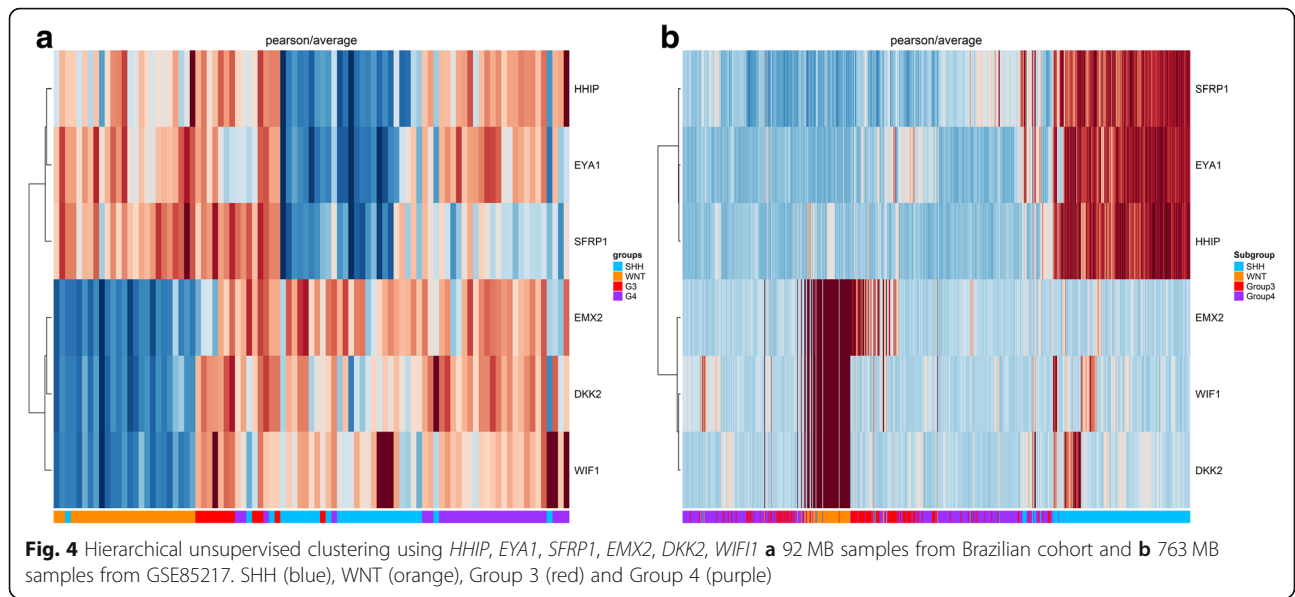 a
pearson/average
HHIP
EYA1
SFRP1
EMX2
DKK2
WIF1
groups
SHH
WNT
G3
G4
b
pearson/average
SFRP1
EYA1
HHIP
EMX2
WIF1
DKK2
Subgroup
SHH
WNT
Group3
Group4
Fig. 4 Hierarchical unsupervised clustering using HHIP, EYA1, SFRP1, EMX2, DKK2, WIFI1 a 92 MB samples from Brazilian cohort and b 763 MB
samples from GSE85217. SHH (blue), WNT (orange), Group 3 (red) and Group 4 (purple)